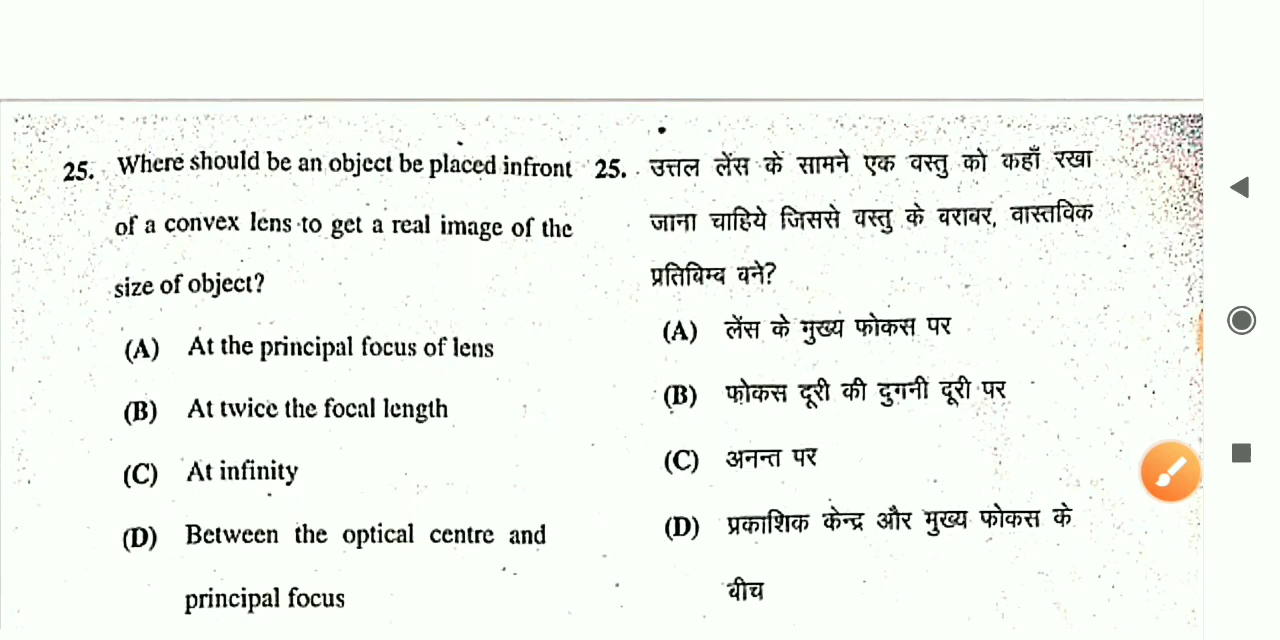 25. Where should be an object be placed infront
of a convex lens to get a real image of the
size of object?
(A) At the principal focus of lens
(B) At twice the focal length
(C) At infinity
(D) Between the optical centre and
principal focus
25. उत्तल लेंस के सामने एक वस्तु को कहाँ रखा
जाना चाहिये जिससे वस्तु के बराबर, वास्तविक
प्रतिबिम्ब बने?
(A) लेंस के मुख्य फोकस पर
(B) फोकस दूरी की दुगनी दूरी पर
(C) अनन्त पर
(D) प्रकाशिक केन्द्र और मुख्य फोकस के
बीच